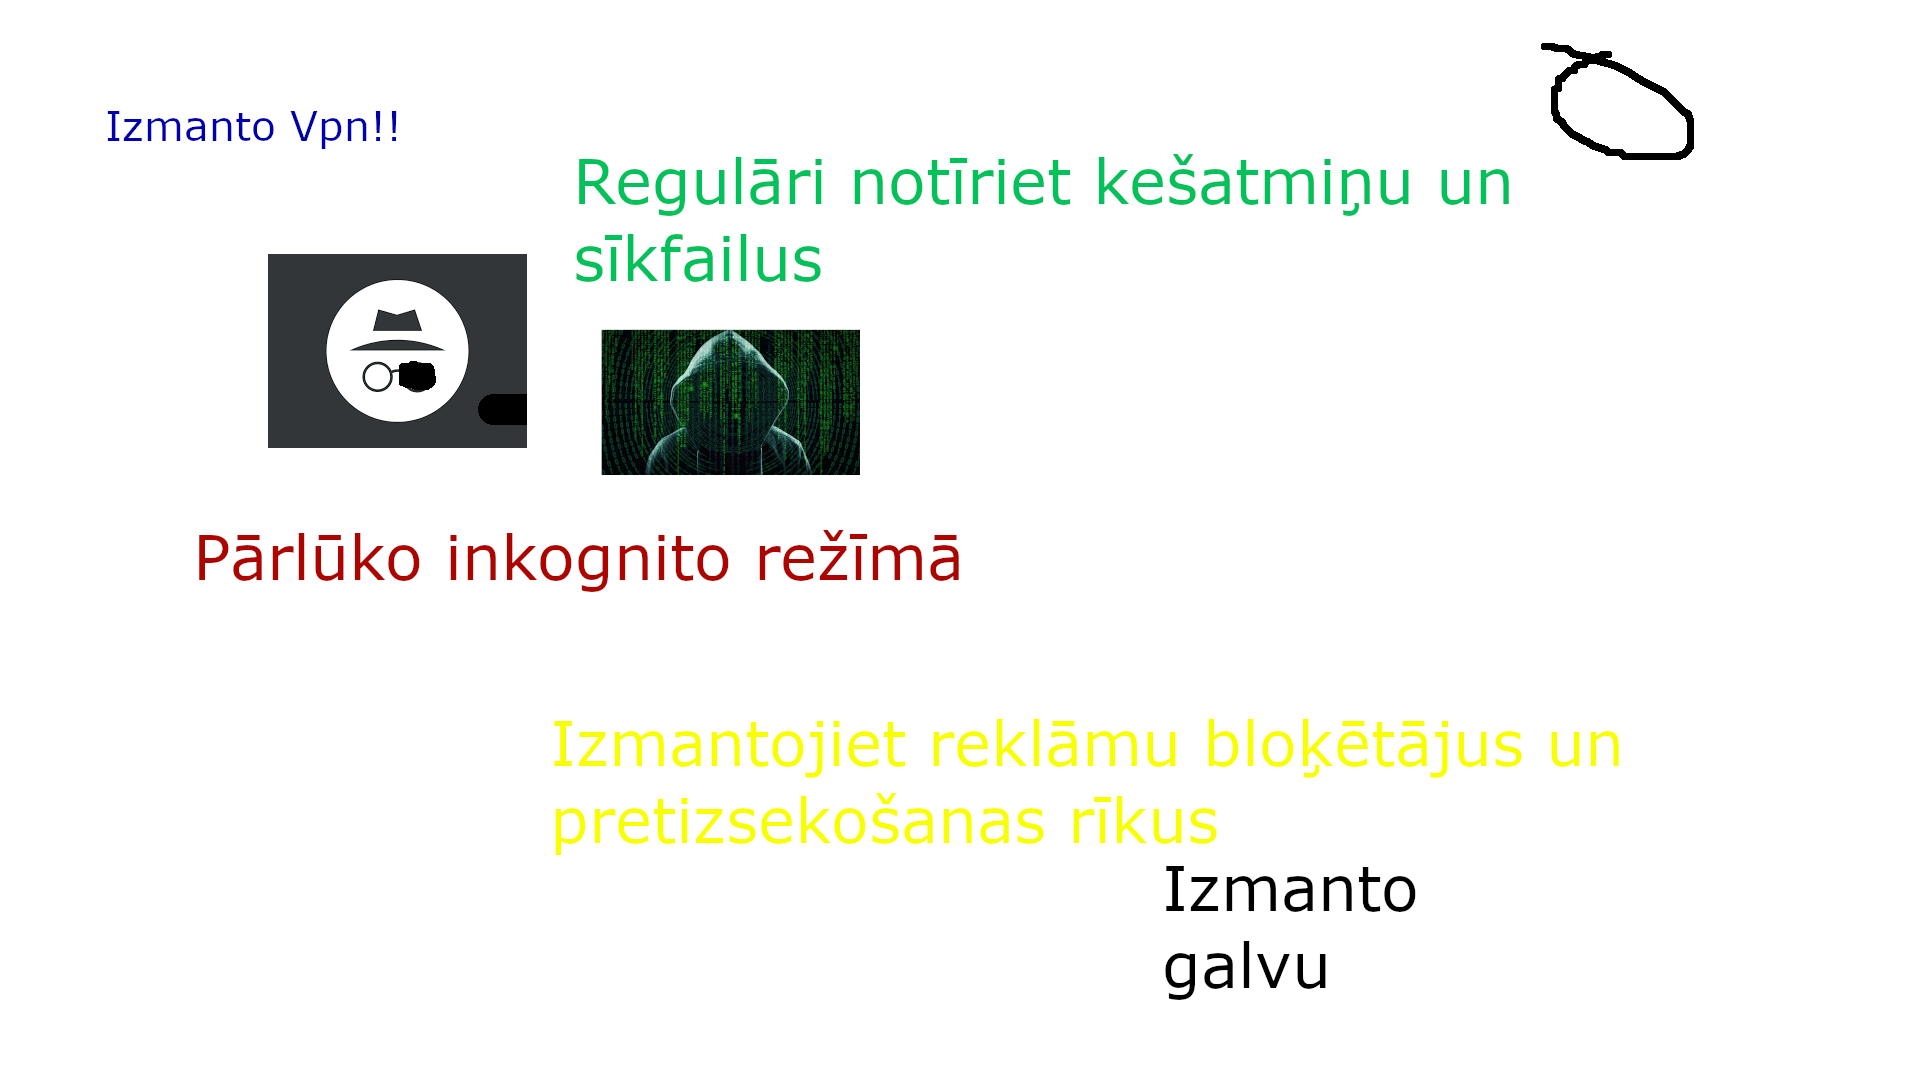 Izmanto Vpn!!
Regulāri notīriet kešatmiņu un
sīkfailus
Pārlūko inkognito režīmā
Izmantojiet reklāmu bloķētājus un
pretizsekošanas rīkus
Izmanto
galvu